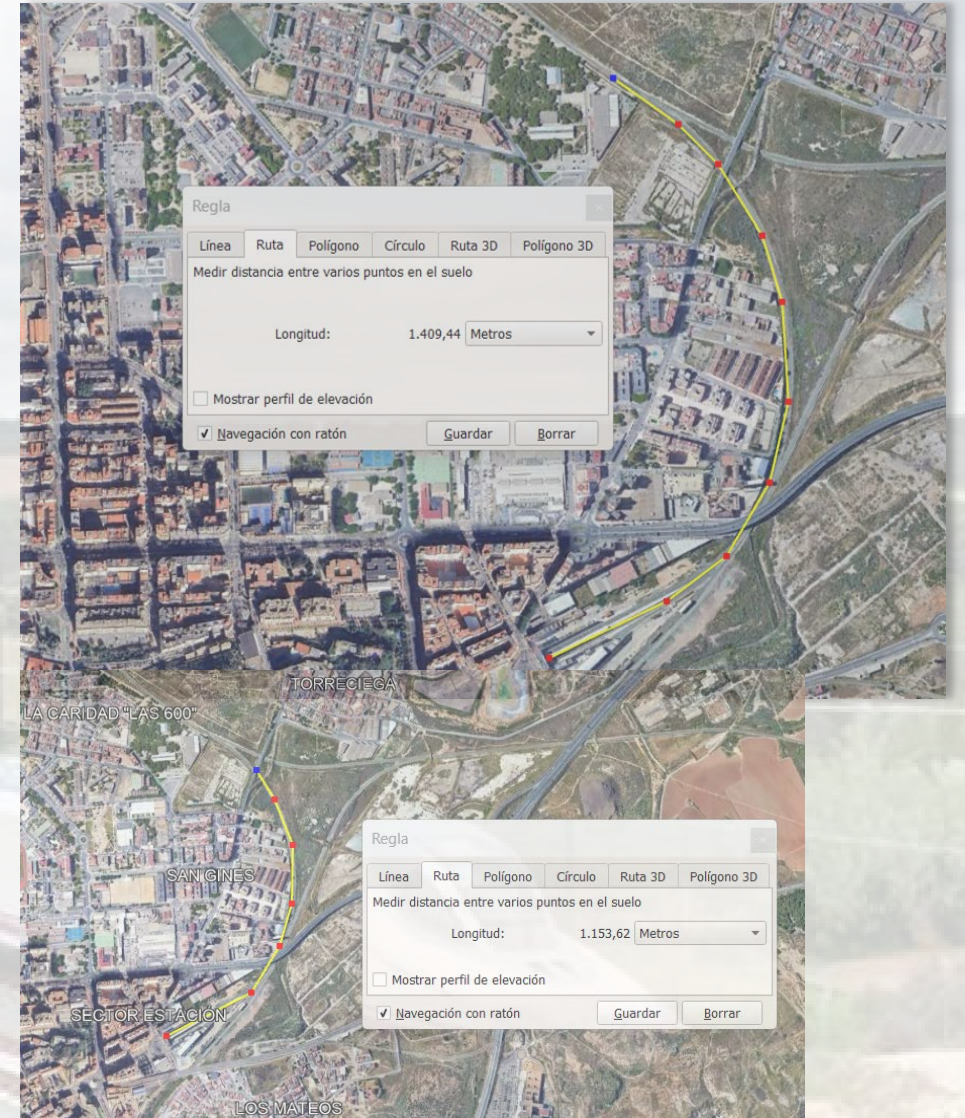 Regla
Línea Ruta Polígono Círculo Ruta 3D Polígono 3D
Medir distancia entre varios puntos en el suelo
Longitud: 1.409,44 Metros
Mostrar perfil de elevación
Navegación con ratón Guardar Borrar
TORRECIEGA
LA CARIDAD "LAS 600"
Regla
Línea Ruta Polígono Círculo Ruta 3D Polígono 3D
Medir distancia entre varios puntos en el suelo
SAN GINES
Longitud: 1.153,62 Metros
Mostrar perfil de elevación
Navegación con ratón Guardar Borrar
SECTOR ESTACIÓN
LOS MATEOS